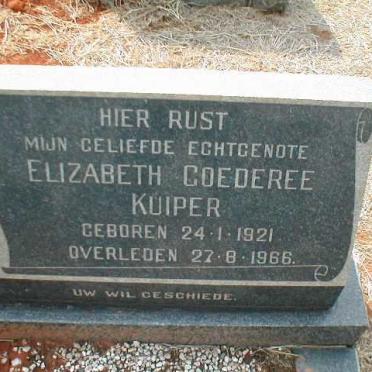 HIER RUST
MIJN GELIEFDE ECHTGENOTE
ELIZABETH GOEDEREE
KUIPER
GEBOREN 24·1·1921
OVERLEDEN 27·8·1966.
UW WIL GESCHIEDE.